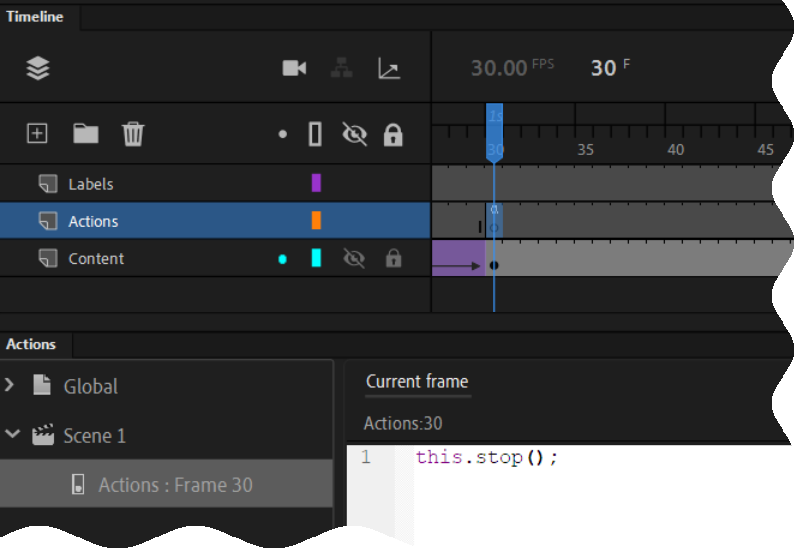 Timeline
30.00 FPS 30 F
1s
30 35 40 45
Labels
a
Actions
Content
Actions
Global
Current frame
Scene 1
Actions:30
1 this.stop();
Actions : Frame 30